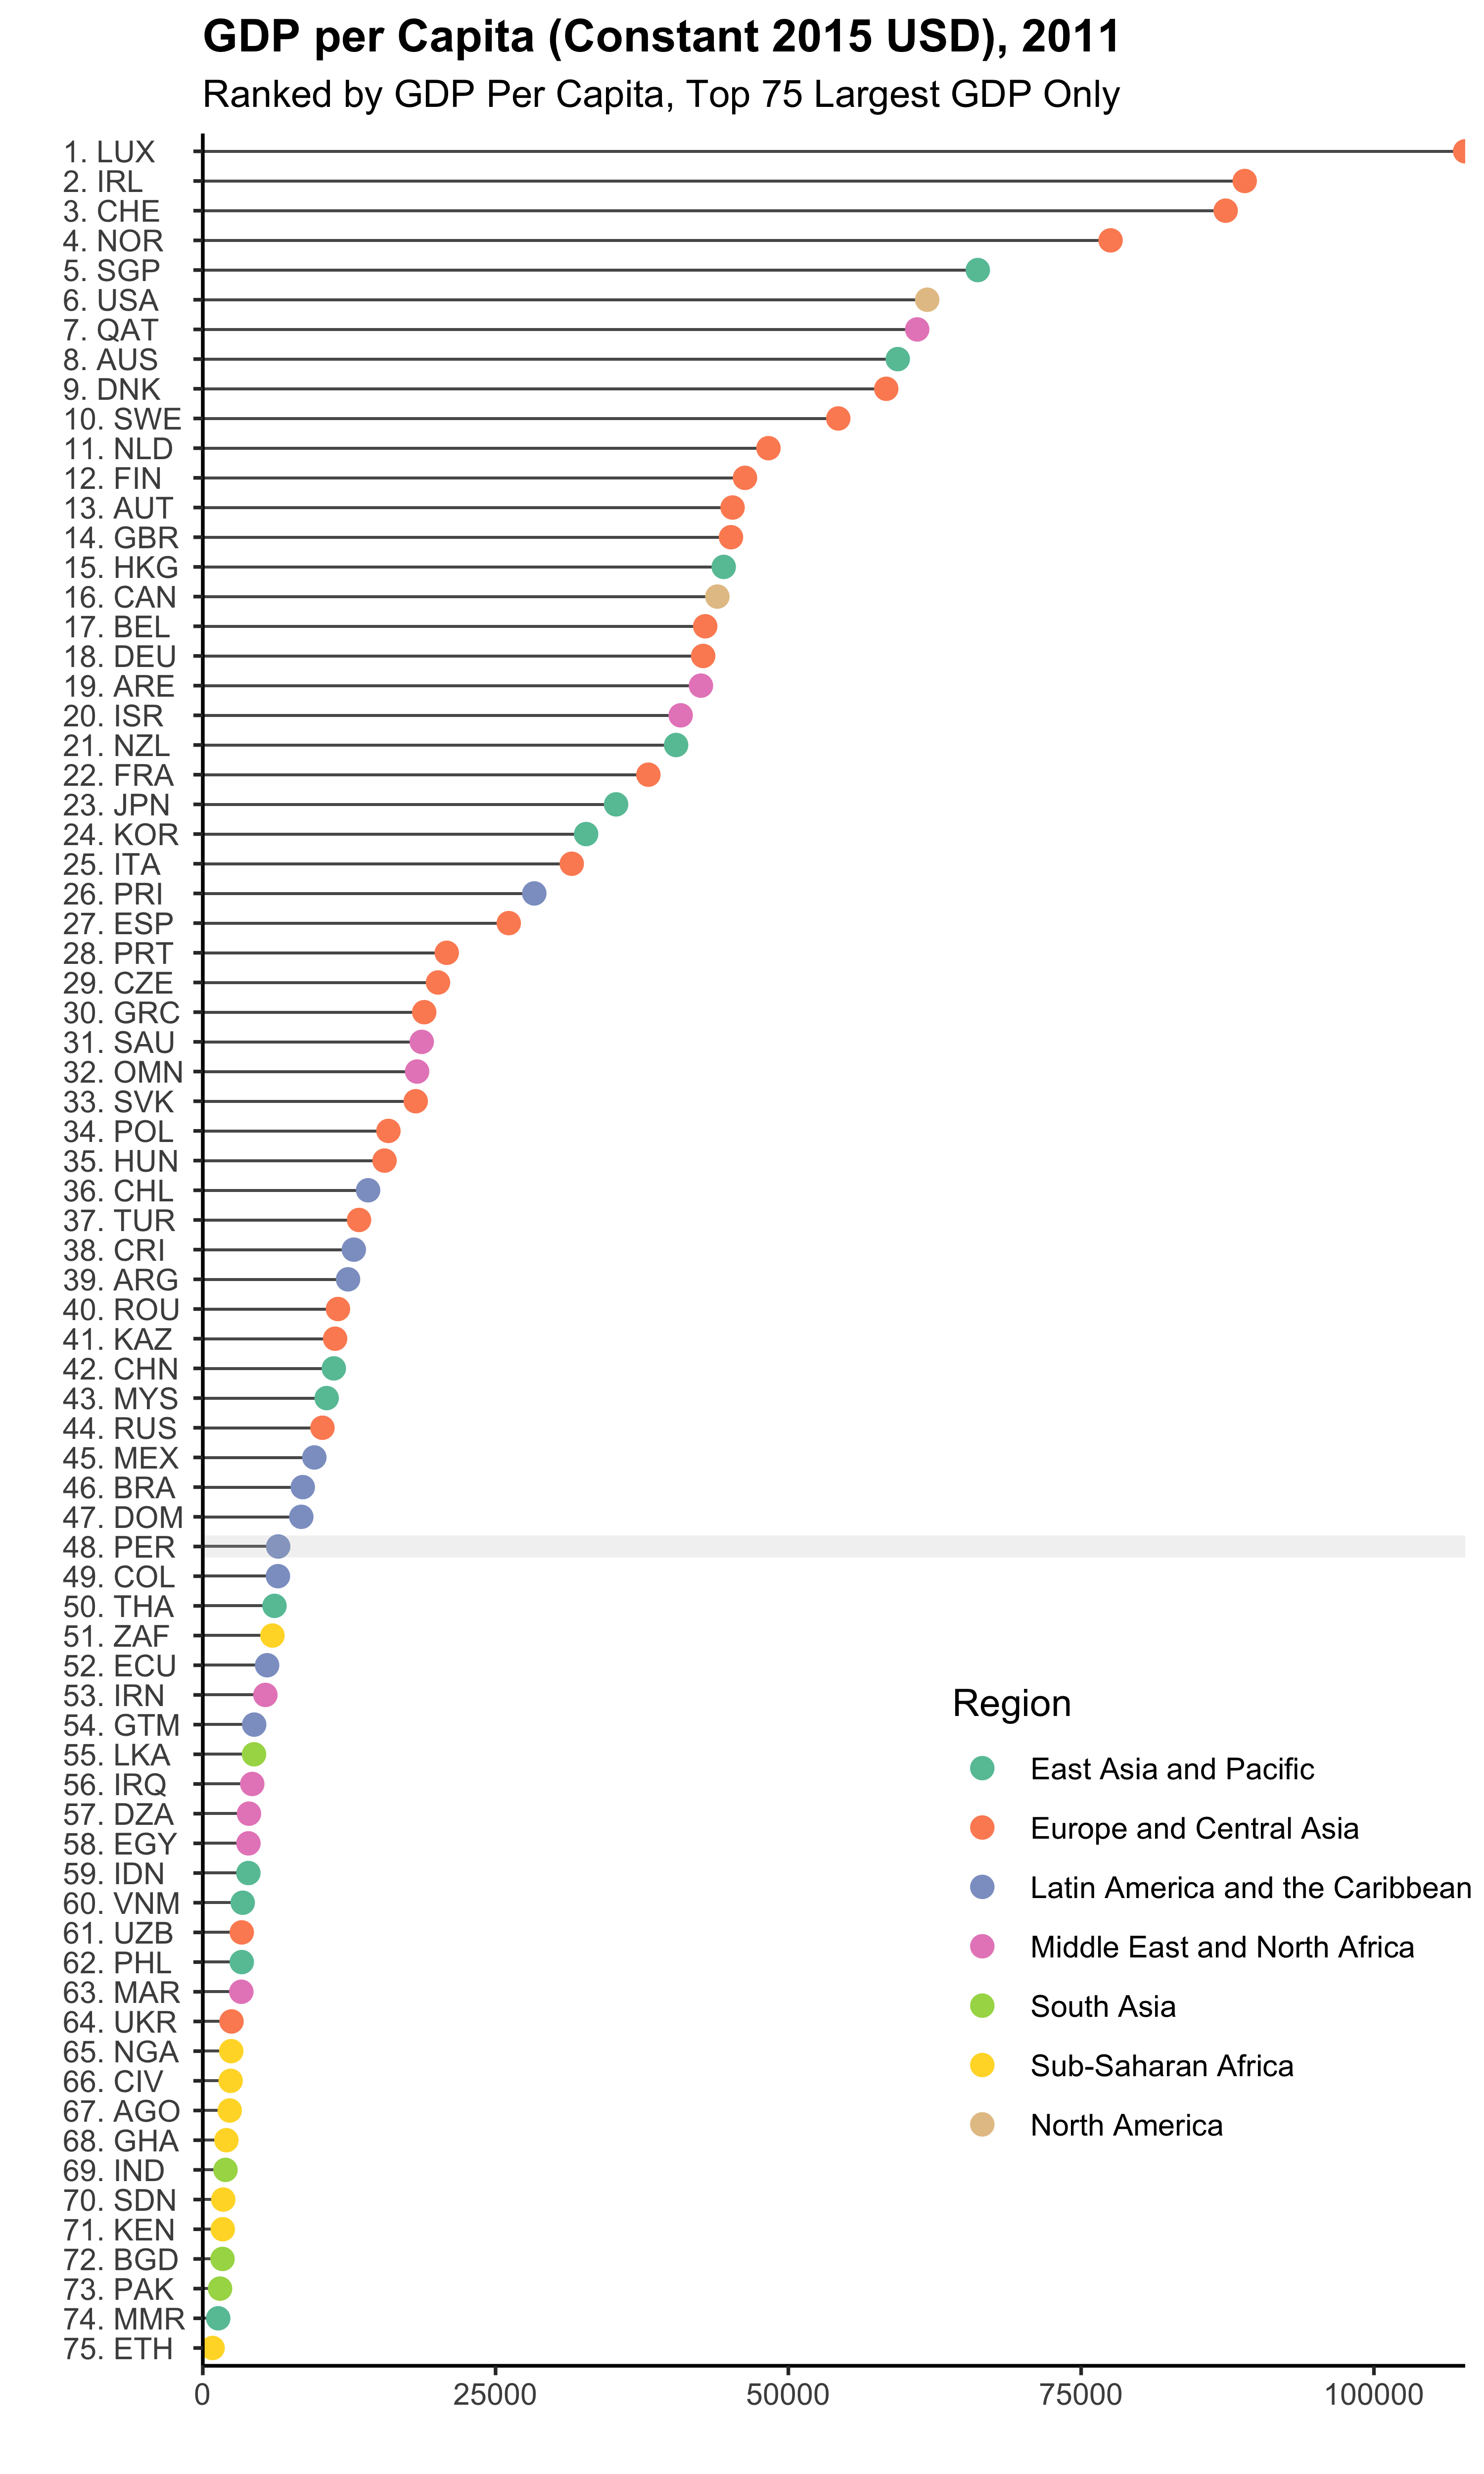 GDP per Capita (Constant 2015 USD), 2011
Ranked by GDP Per Capita, Top 75 Largest GDP Only
1. LUX
2. IRL
3. CHE
4. NOR
5. SGP
6. USA
7. QAT
8. AUS
9. DNK
10. SWE
11. NLD
12. FIN
13. AUT
14. GBR
15. HKG
16. CAN
17. BEL
18. DEU
19. ARE
20. ISR
21. NZL
22. FRA
23. JPN
24. KOR
25. ITA
26. PRI
27. ESP
28. PRT
29. CZE
30. GRC
31. SAU
32. OMN
33. SVK
34. POL
35. HUN
36. CHL
37. TUR
38. CRI
39. ARG
40. ROU
41. KAZ
42. CHN
43. MYS
44. RUS
45. MEX
46. BRA
47. DOM
48. PER
49. COL
50. THA
51. ZAF
52. ECU
53. IRN
54. GTM
55. LKA
56. IRQ
57. DZA
58. EGY
59. IDN
60. VNM
61. UZB
62. PHL
63. MAR
64. UKR
65. NGA
66. CIV
67. AGO
68. GHA
69. IND
70. SDN
71. KEN
72. BGD
73. PAK
74. MMR
75. ETH
Region
East Asia and Pacific
Europe and Central Asia
Latin America and the Caribbean
Middle East and North Africa
South Asia
Sub-Saharan Africa
North America
0 25000 50000 75000 100000